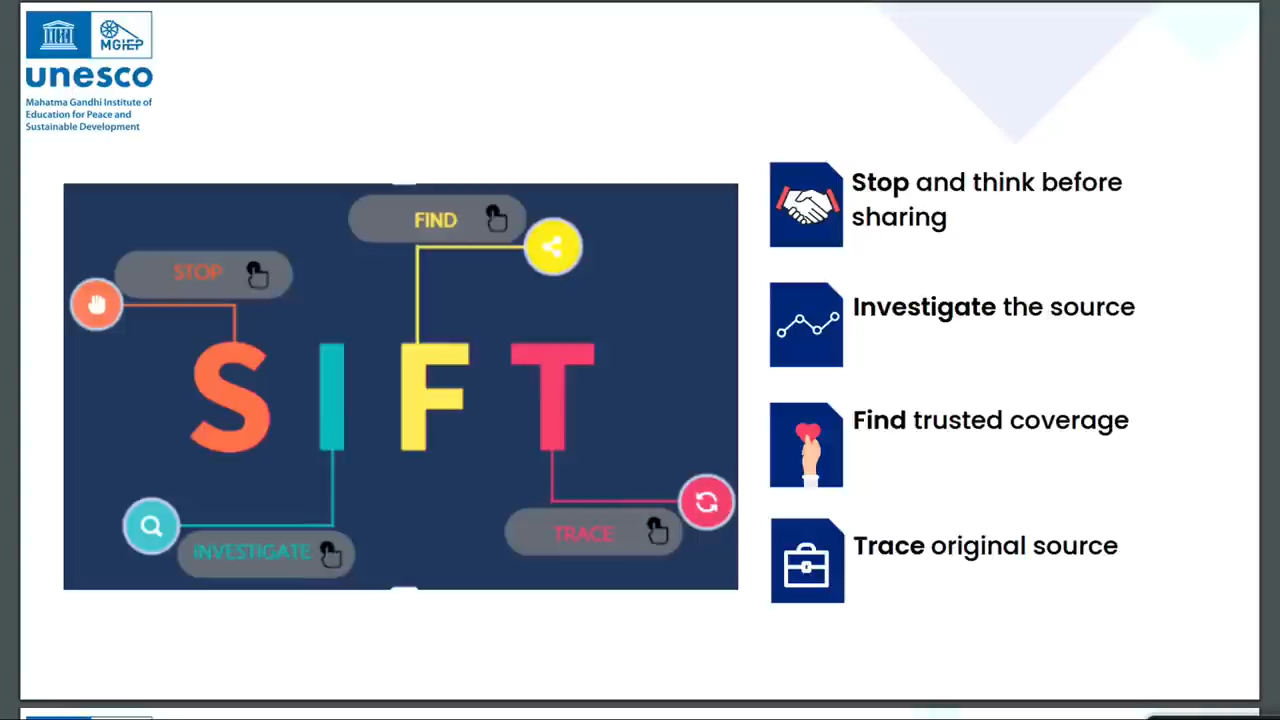 MGIEP
unesco
Mahatma Gandhi Institute of
Education for Peace and
Sustainable Development
FIND
STOP
SIFT
INVESTIGATE
TRACE
Stop and think before
sharing
Investigate the source
Find trusted coverage
Trace original source